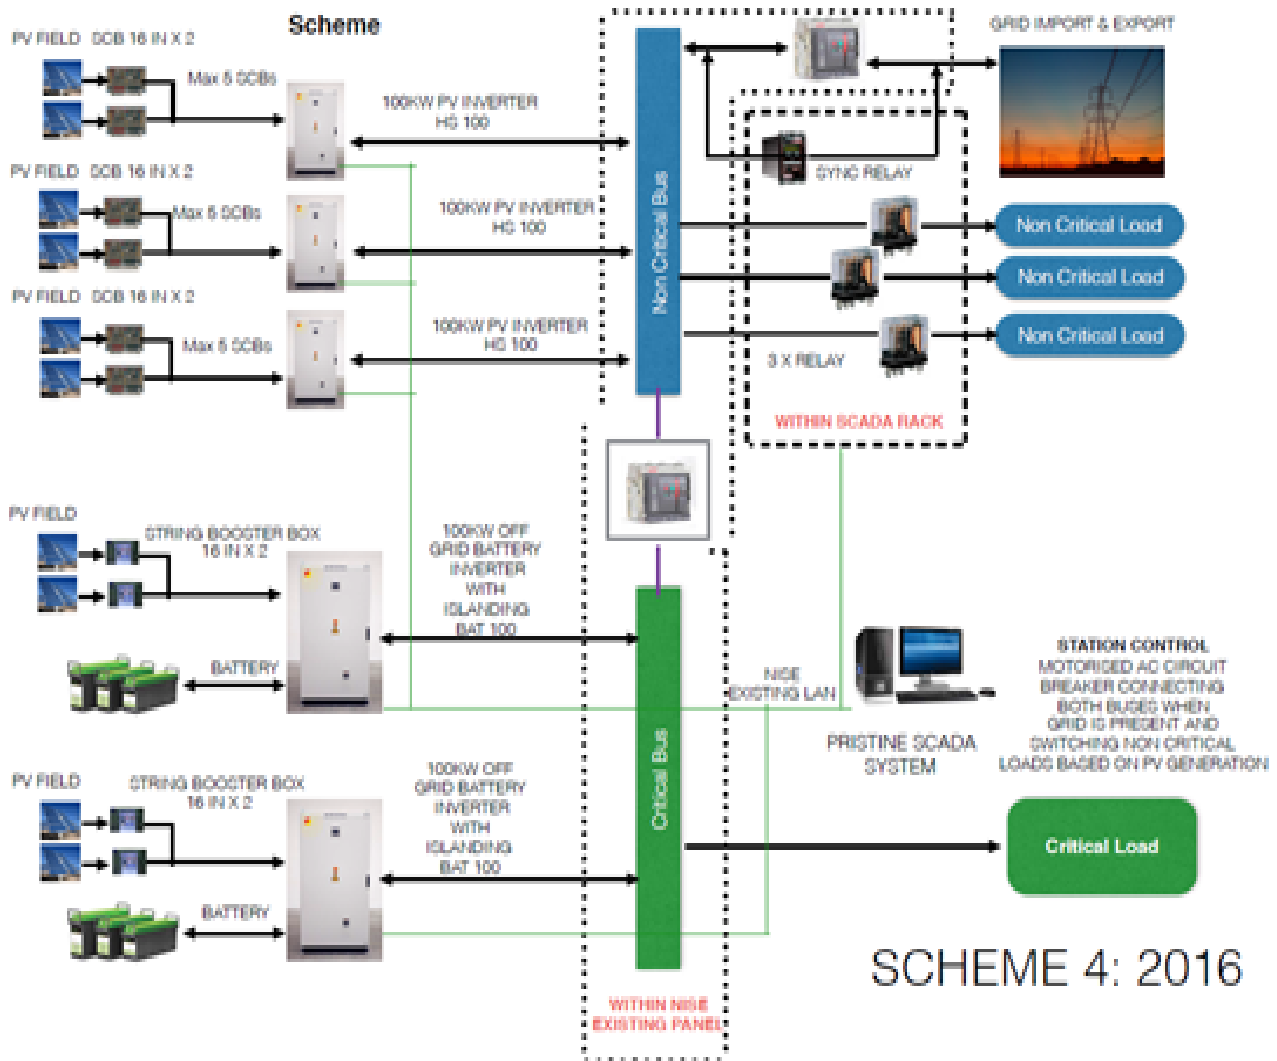 Scheme
PV FIELD SCB 16 IN X 2
Max 5 SCBs
100KW PV INVERTER
HS 100
PV FIELD SCB 16 IN X 2
Max 5 SCBs
100KW PV INVERTER
HS 100
PV FIELD SCB 16 IN X 2
Max 5 SCBs
100KW PV INVERTER
HS 100
Non Critical Bus
GRID IMPORT & EXPORT
SYNC RELAY
Non Critical Load
Non Critical Load
Non Critical Load
3 X RELAY
WITHIN SCADA RACK
PV FIELD
STRING BOOSTER BOX
16 IN X 2
100KW OFF
GRID BATTERY
INVERTER
WITH
ISLANDING
BAT 100
BATTERY
PV FIELD
STRING BOOSTER BOX
16 IN X 2
100KW OFF
GRID BATTERY
INVERTER
WITH
ISLANDING
BAT 100
BATTERY
Critical Bus
NISE
EXISTING LAN
PRISTINE SCADA
SYSTEM
STATION CONTROL
MOTORISED AC CIRCUIT
BREAKER CONNECTING
BOTH BUSES WHEN
GRID IS PRESENT AND
SWITCHING NON CRITICAL
LOADS BASED ON PV GENERATION
Critical Load
WITHIN NISE
EXISTING PANEL
SCHEME 4: 2016